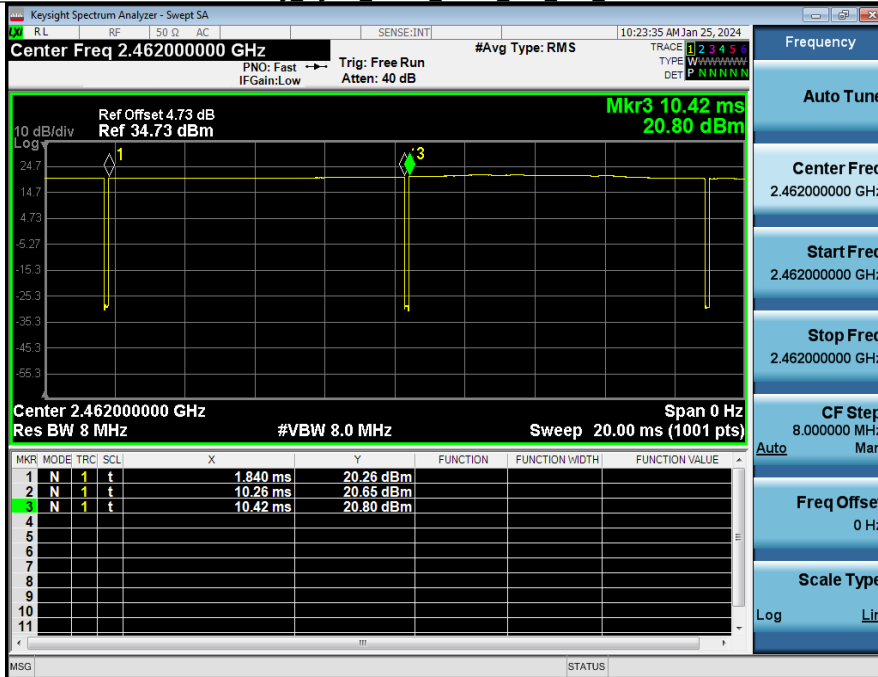 Keysight Spectrum Analyzer - Swept SA
LXI RL RF 50 Ω AC SENSE:INT 10:23:35 AM Jan 25, 2024
Center Freq 2.462000000 GHz #Avg Type: RMS TRACE 1 2 3 4 5 6
PNO: Fast Trig: Free Run TYPE WWWWWW
IFGain:Low Atten: 40 dB DET P N N N N N
Ref Offset 4.73 dB Mkr3 10.42 ms
10 dB/div Ref 34.73 dBm 20.80 dBm
Log
1 3
24.7
14.7
4.73
-5.27
-15.3
-25.3
-35.3
-45.3
-55.3
Center 2.462000000 GHz Span 0 Hz
Res BW 8 MHz #VBW 8.0 MHz Sweep 20.00 ms (1001 pts)
MKR MODE TRC SCL X Y FUNCTION FUNCTION WIDTH FUNCTION VALUE
1 N 1 t 1.840 ms 20.26 dBm
2 N 1 t 10.26 ms 20.65 dBm
3 N 1 t 10.42 ms 20.80 dBm
4
5
6
7
8
9
10
11
MSG STATUS
Frequency
Auto Tune
Center Freq
2.462000000 GHz
Start Freq
2.462000000 GHz
Stop Freq
2.462000000 GHz
CF Step
8.000000 MHz
Auto Man
Freq Offset
0 Hz
Scale Type
Log Lin